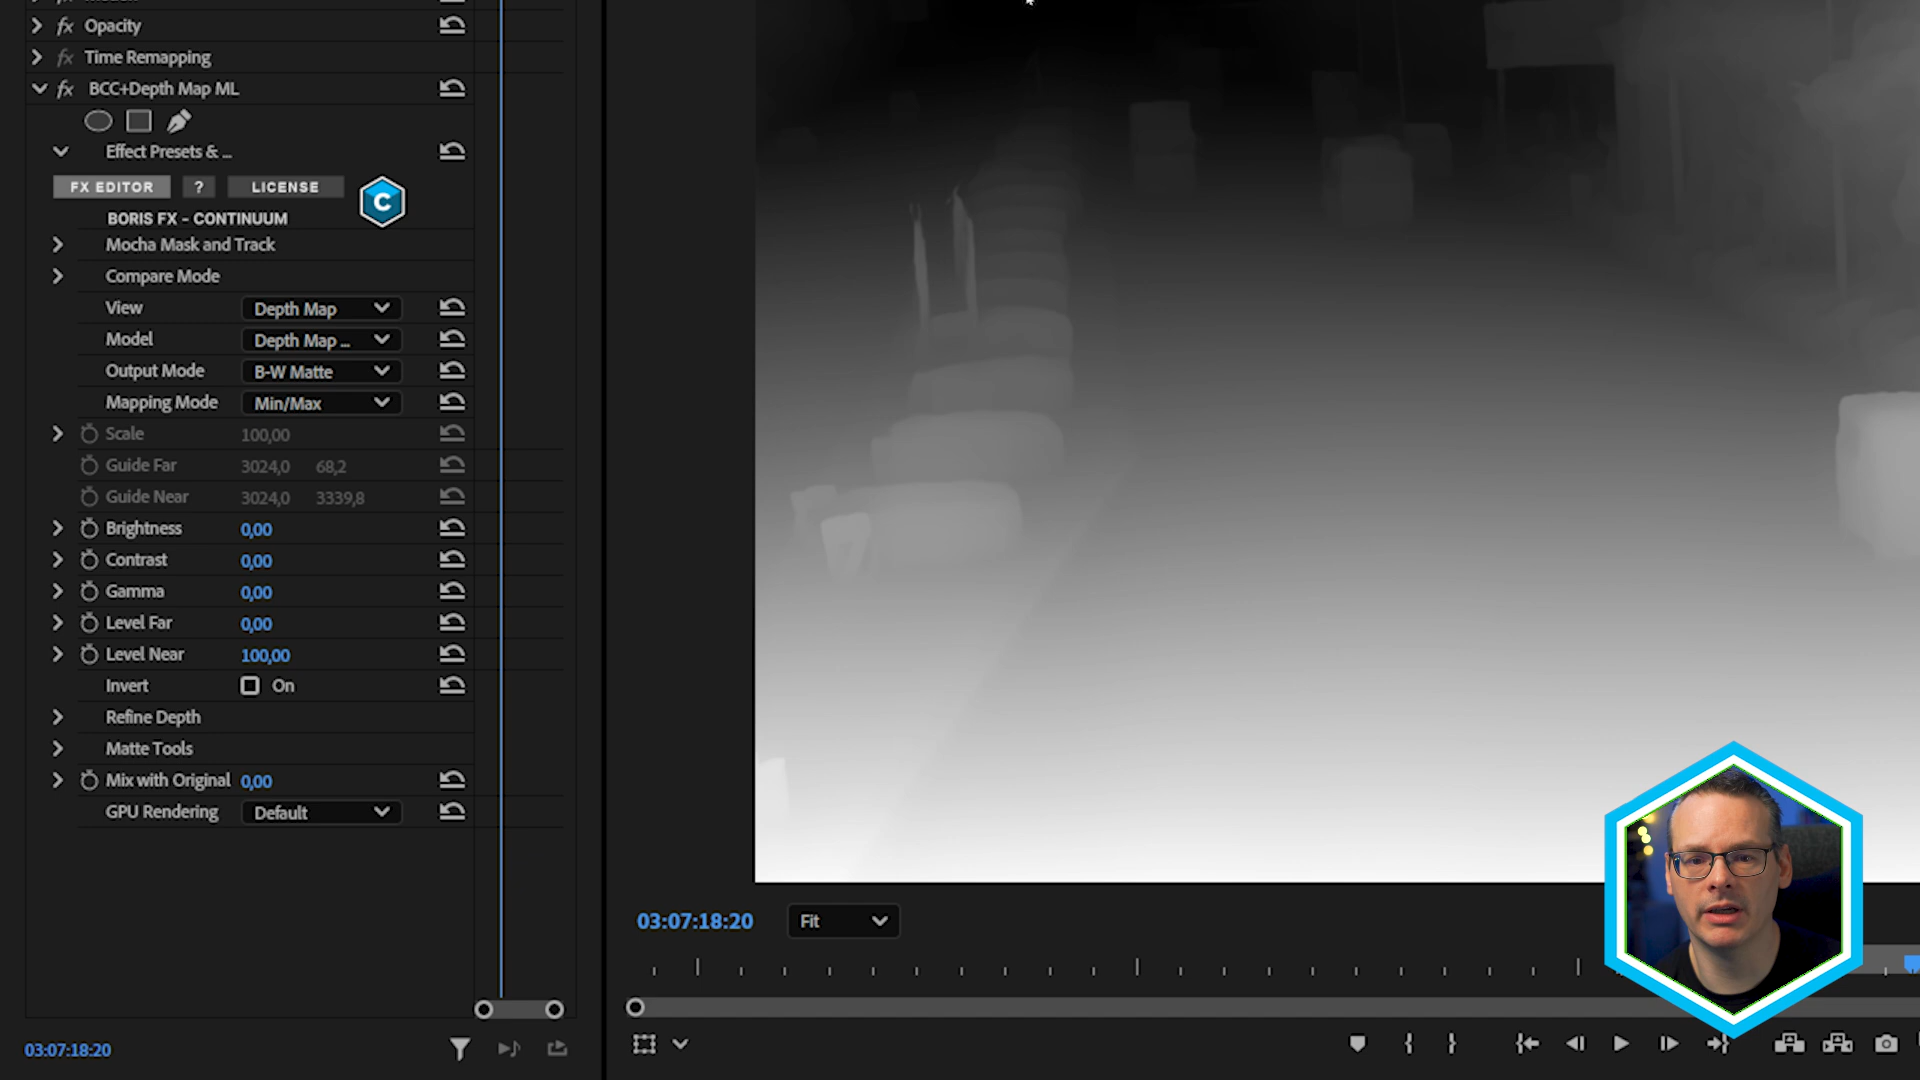 fx Opacity
fx Time Remapping
fx BCC+Depth Map ML
Effect Presets & ...
FX EDITOR ? LICENSE
C
BORIS FX - CONTINUUM
Mocha Mask and Track
Compare Mode
View Depth Map
Model Depth Map ...
Output Mode B-W Matte
Mapping Mode Min/Max
Scale 100,00
Guide Far 3024,0 68,2
Guide Near 3024,0 3339,8
Brightness 0,00
Contrast 0,00
Gamma 0,00
Level Far 0,00
Level Near 100,00
Invert On
Refine Depth
Matte Tools
Mix with Original 0,00
GPU Rendering Default
03:07:18:20 Fit
03:07:18:20